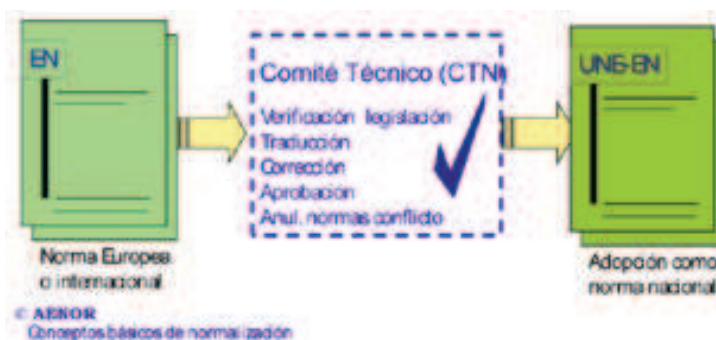 EN
Norma Europea
o internacional
Comité Técnico (CTN)
Verificación legislación
Traducción
Corrección
Aprobación
Anul. normas conflicto
UNE-EN
Adopción como
norma nacional
© AENOR
Conceptos básicos de normalización